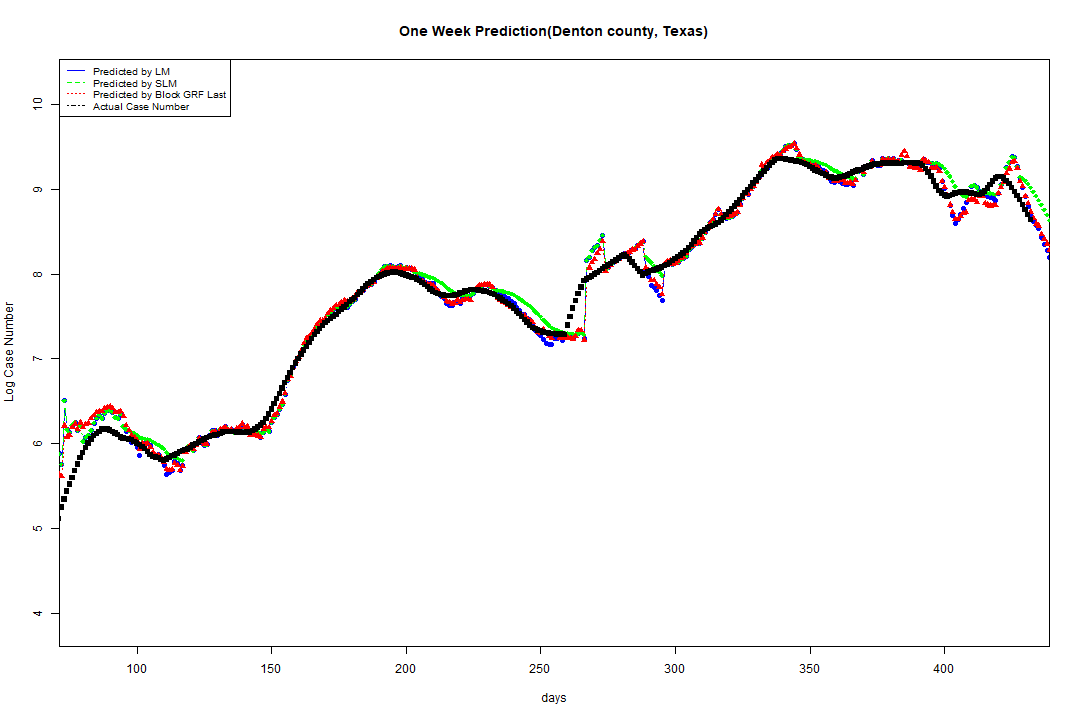 One Week Prediction(Denton county, Texas)
Predicted by LM
Predicted by SLM
Predicted by Block GRF Last
Actual Case Number
10
9
8
7
6
5
4
Log Case Number
100 150 200 250 300 350 400
days